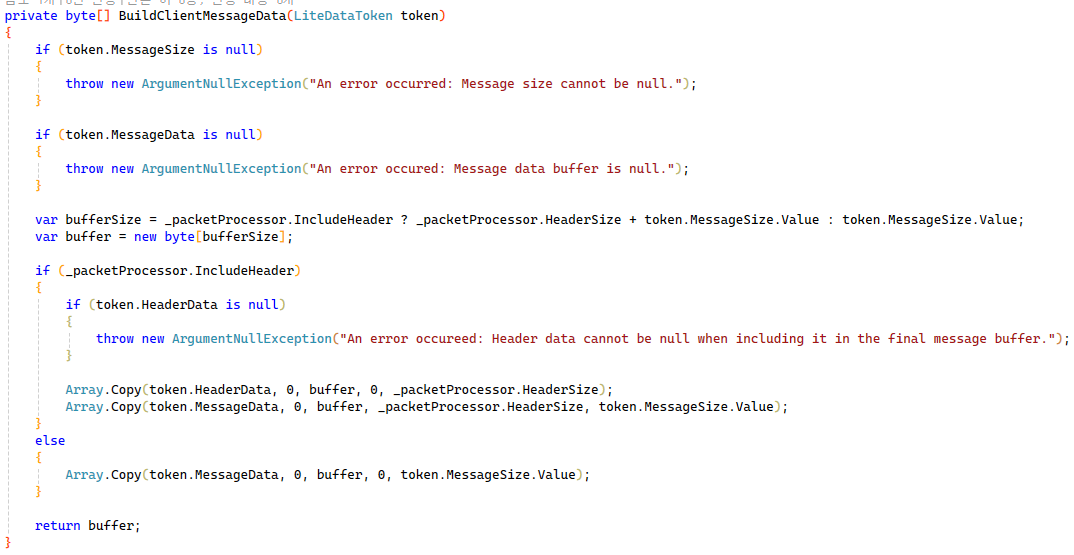 private byte[] BuildClientMessageData(LiteDataToken token)
{
    if (token.MessageSize is null)
    {
        throw new ArgumentNullException("An error occurred: Message size cannot be null.");
    }

    if (token.MessageData is null)
    {
        throw new ArgumentNullException("An error occured: Message data buffer is null.");
    }

    var bufferSize = _packetProcessor.IncludeHeader ? _packetProcessor.HeaderSize + token.MessageSize.Value : token.MessageSize.Value;
    var buffer = new byte[bufferSize];

    if (_packetProcessor.IncludeHeader)
    {
        if (token.HeaderData is null)
        {
            throw new ArgumentNullException("An error occureed: Header data cannot be null when including it in the final message buffer.");
        }

        Array.Copy(token.HeaderData, 0, buffer, 0, _packetProcessor.HeaderSize);
        Array.Copy(token.MessageData, 0, buffer, _packetProcessor.HeaderSize, token.MessageSize.Value);
    }
    else
    {
        Array.Copy(token.MessageData, 0, buffer, 0, token.MessageSize.Value);
    }

    return buffer;
}